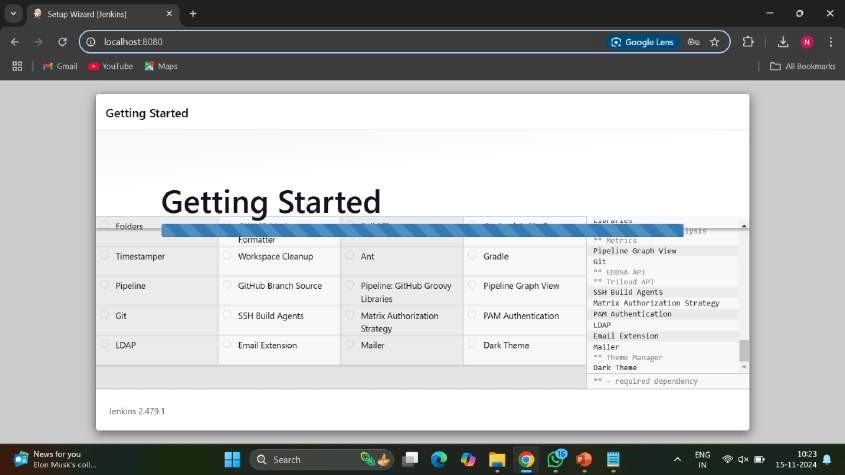 Setup Wizard [Jenkins]
localhost:8080
Google Lens
Gmail
YouTube
Maps
All Bookmarks
Getting Started
Getting Started
Folders
Formatter
Timestamper
Workspace Cleanup
Ant
Gradle
Pipeline
GitHub Branch Source
Pipeline: GitHub Groovy
Libraries
Pipeline Graph View
Git
SSH Build Agents
Matrix Authorization
Strategy
PAM Authentication
LDAP
Email Extension
Mailer
Dark Theme
Libraries
** Metrics
Pipeline Graph View
Git
** EDDSA API
** Trilead API
SSH Build Agents
Matrix Authorization Strategy
PAM Authentication
LDAP
Email Extension
Mailer
** Theme Manager
Dark Theme
** - required dependency
Jenkins 2.479.1
News for you
Elon Musk's coll...
Search
ENG
IN
10:23
15-11-2024